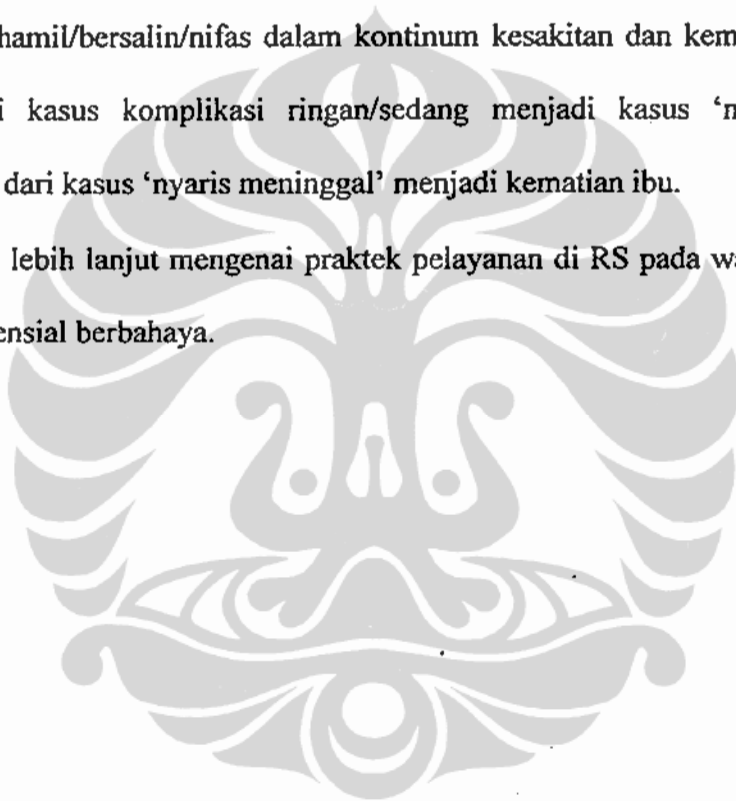 hamil/bersalin/nifas dalam kontinum kesakitan dan kem
i kasus komplikasi ringan/sedang menjadi kasus ‘n
dari kasus ‘nyaris meninggal’ menjadi kematian ibu.
lebih lanjut mengenai praktek pelayanan di RS pada wa
ensial berbahaya.